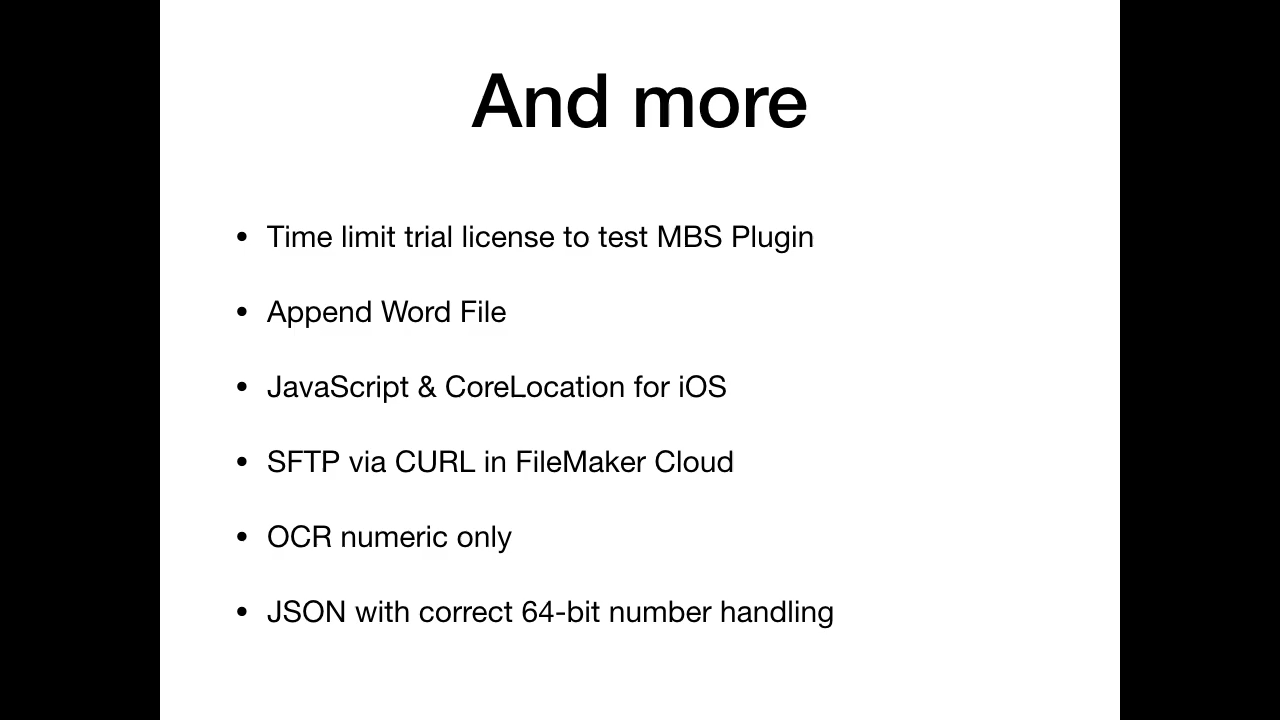 And more
• Time limit trial license to test MBS Plugin
• Append Word File
• JavaScript & CoreLocation for iOS
• SFTP via CURL in FileMaker Cloud
• OCR numeric only
• JSON with correct 64-bit number handling